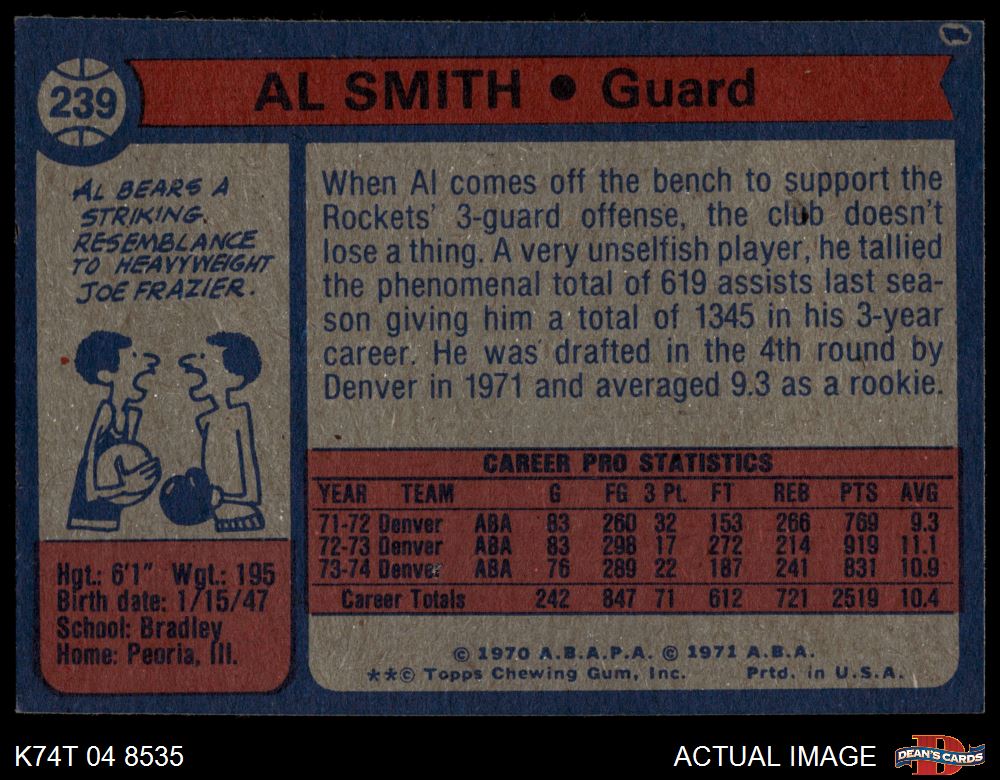 239
AL SMITH ● Guard
AL BEARS A
STRIKING
RESEMBLANCE
TO HEAVYWEIGHT
JOE FRAZIER.
Hgt.: 6'1" Wgt.: 195
Birth date: 1/15/47
School: Bradley
Home: Peoria, Ill.
When Al comes off the bench to support the
Rockets' 3-guard offense, the club doesn't
lose a thing. A very unselfish player, he tallied
the phenomenal total of 619 assists last sea-
son giving him a total of 1345 in his 3-year
career. He was drafted in the 4th round by
Denver in 1971 and averaged 9.3 as a rookie.
CAREER PRO STATISTICS
YEAR TEAM G FG 3 Pt. FT REB PTS AVG
71-72 Denver ABA 83 260 32 153 266 769 9.3
72-73 Denver ABA 83 298 17 272 214 919 11.1
73-74 Denver ABA 76 289 22 187 241 831 10.9
Career Totals 242 847 71 612 721 2519 10.4
© 1970 A.B.A.P.A. © 1971 A.B.A.
**© Topps Chewing Gum, Inc. Prtd. in U.S.A.
K74T 04 8535
ACTUAL IMAGE
DEAN'S CARDS